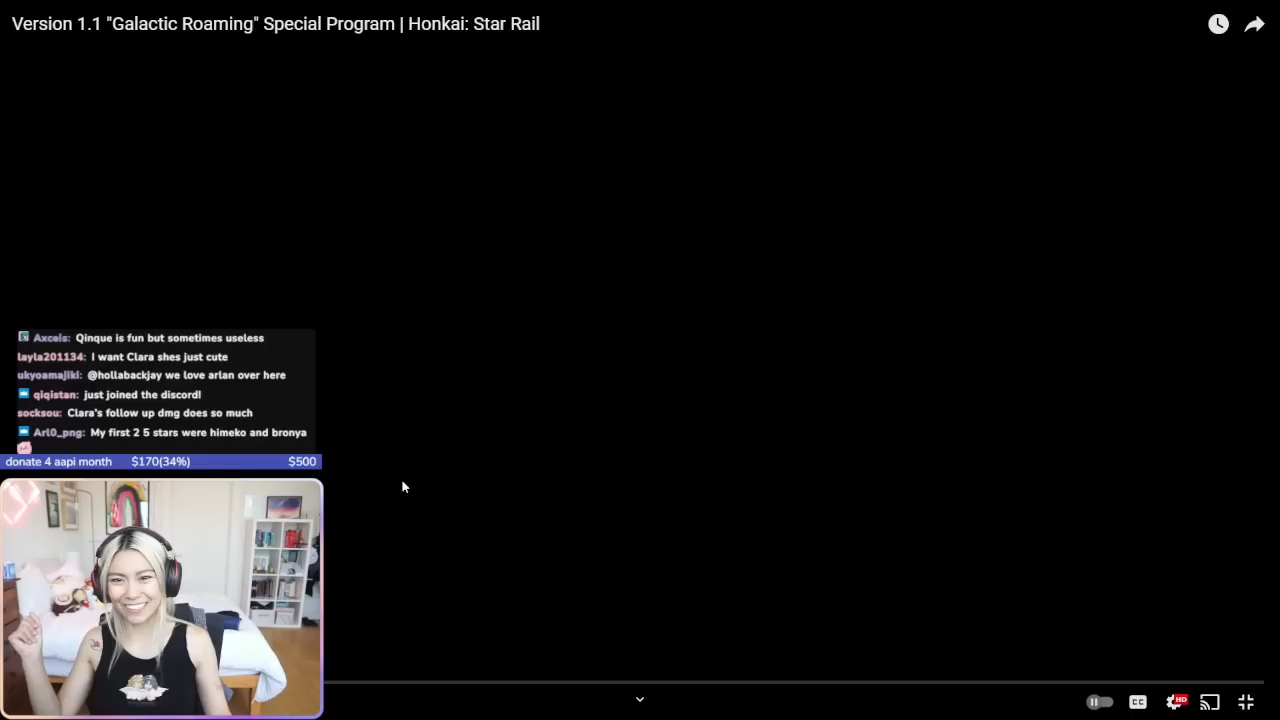 Version 1.1 "Galactic Roaming" Special Program | Honkai: Star Rail
Axceis: Qinque is fun but sometimes useless
layla201134: I want Clara shes just cute
ukyoamajiki: @hollabackjay we love arlan over here
qiqistan: just joined the discord!
socksou: Clara's follow up dmg does so much
Arl0_png: My first 2 5 stars were himeko and bronya
donate 4 aapi month $170(34%) $500
CC HD